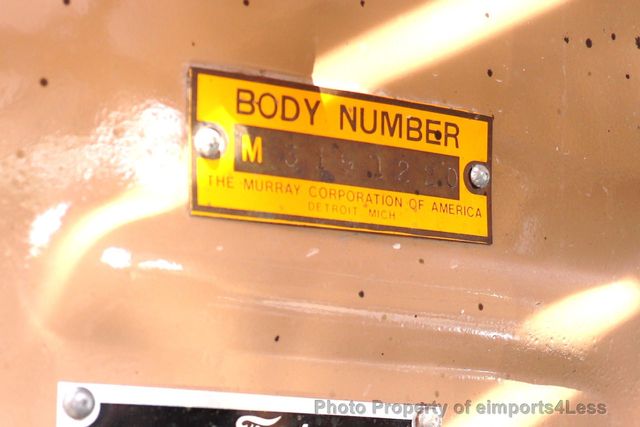 BODY NUMBER
M
THE MURRAY CORPORATION OF AMERICA
DETROIT MICH
Photo Property of eimports4Less